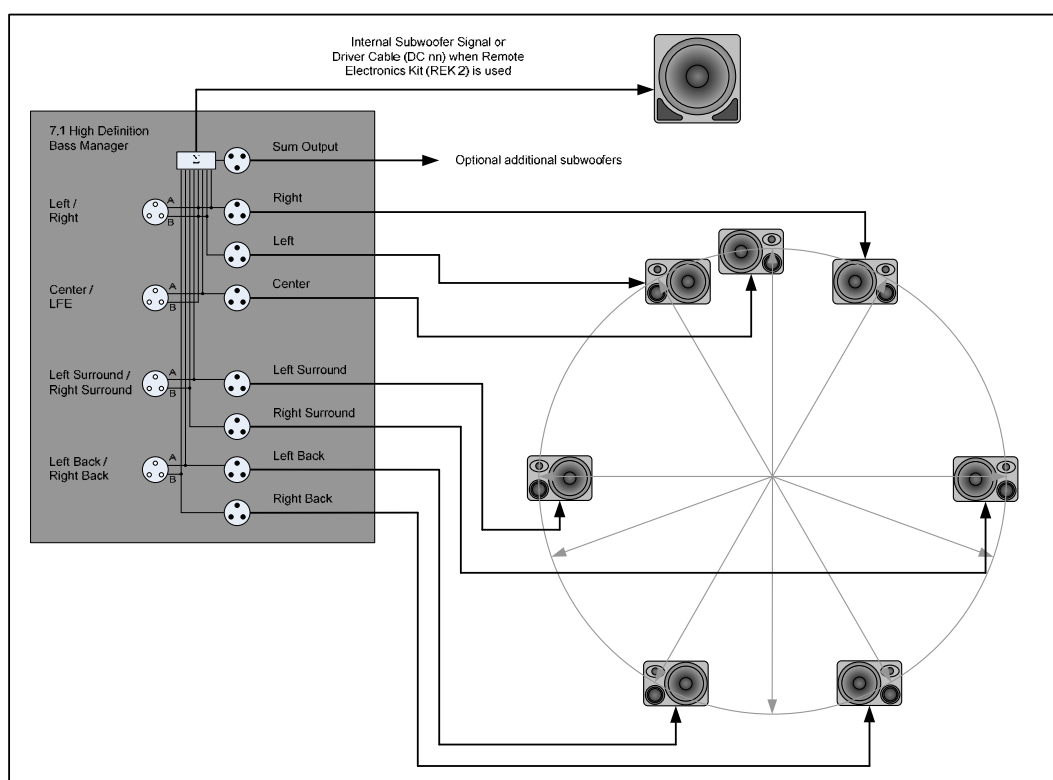 Internal Subwoofer Signal or
Driver Cable (DC nn) when Remote
Electronics Kit (REK 2) is used
7.1 High Definition
Bass Manager
Σ
Sum Output
Optional additional subwoofers
Left /
Right
A
B
Right
Left
Center /
LFE
A
B
Center
Left Surround /
Right Surround
A
B
Left Surround
Right Surround
Left Back /
Right Back
A
B
Left Back
Right Back